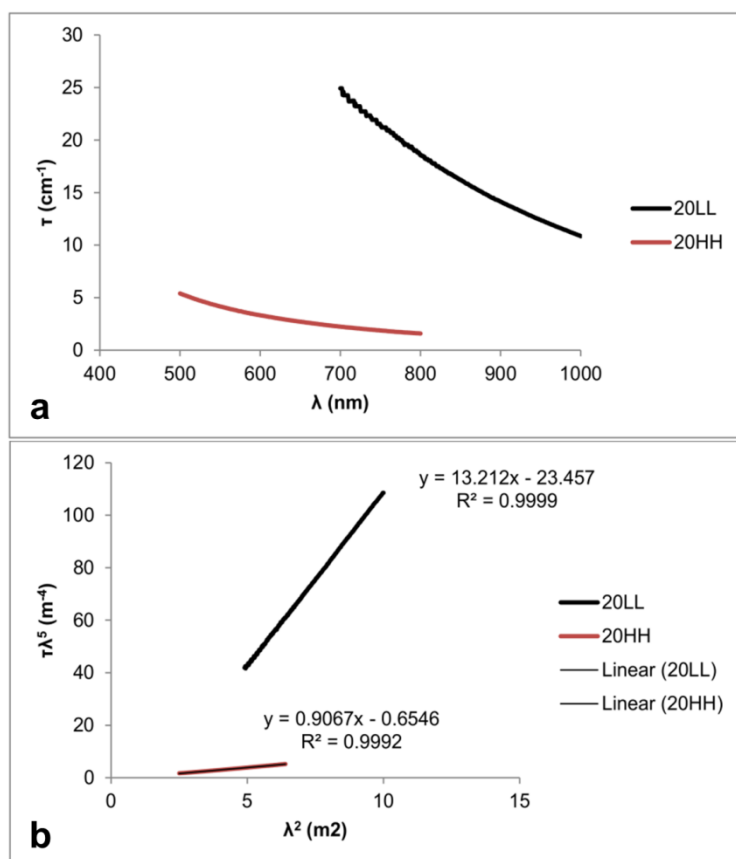 30
25
20
15
10
5
0
τ (cm⁻¹)
400 500 600 700 800 900 1000
λ (nm)
20LL
20HH
a
120
100
80
60
40
20
0
τλ⁵ (m⁻⁴)
y = 13.212x - 23.457
R² = 0.9999
y = 0.9067x - 0.6546
R² = 0.9992
0 5 10 15
λ² (m2)
20LL
20HH
Linear (20LL)
Linear (20HH)
b